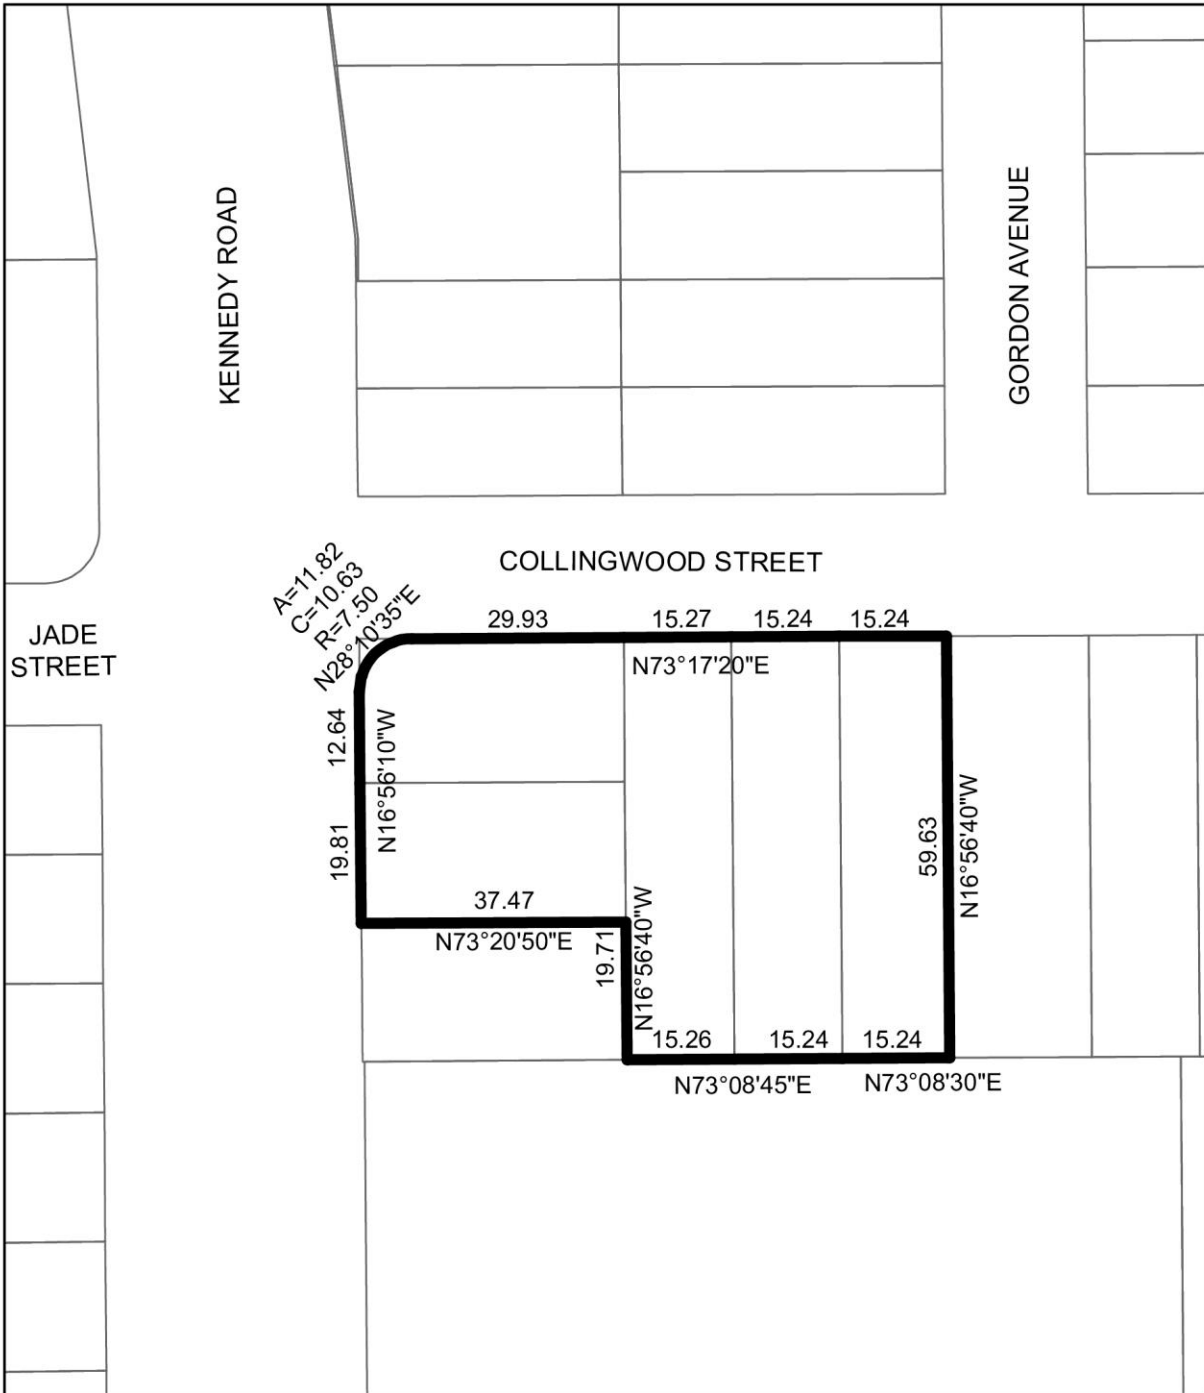 KENNEDY ROAD
GORDON AVENUE
COLLINGWOOD STREET
JADE
STREET
A=11.82
C=10.63
R=7.50
N28°10'35"E
29.93
15.27
15.24
15.24
N73°17'20"E
12.64
N16°56'10"W
19.81
59.63
N16°56'40"W
37.47
N73°20'50"E
19.71
N16°56'40"W
15.26
15.24
15.24
N73°08'45"E
N73°08'30"E